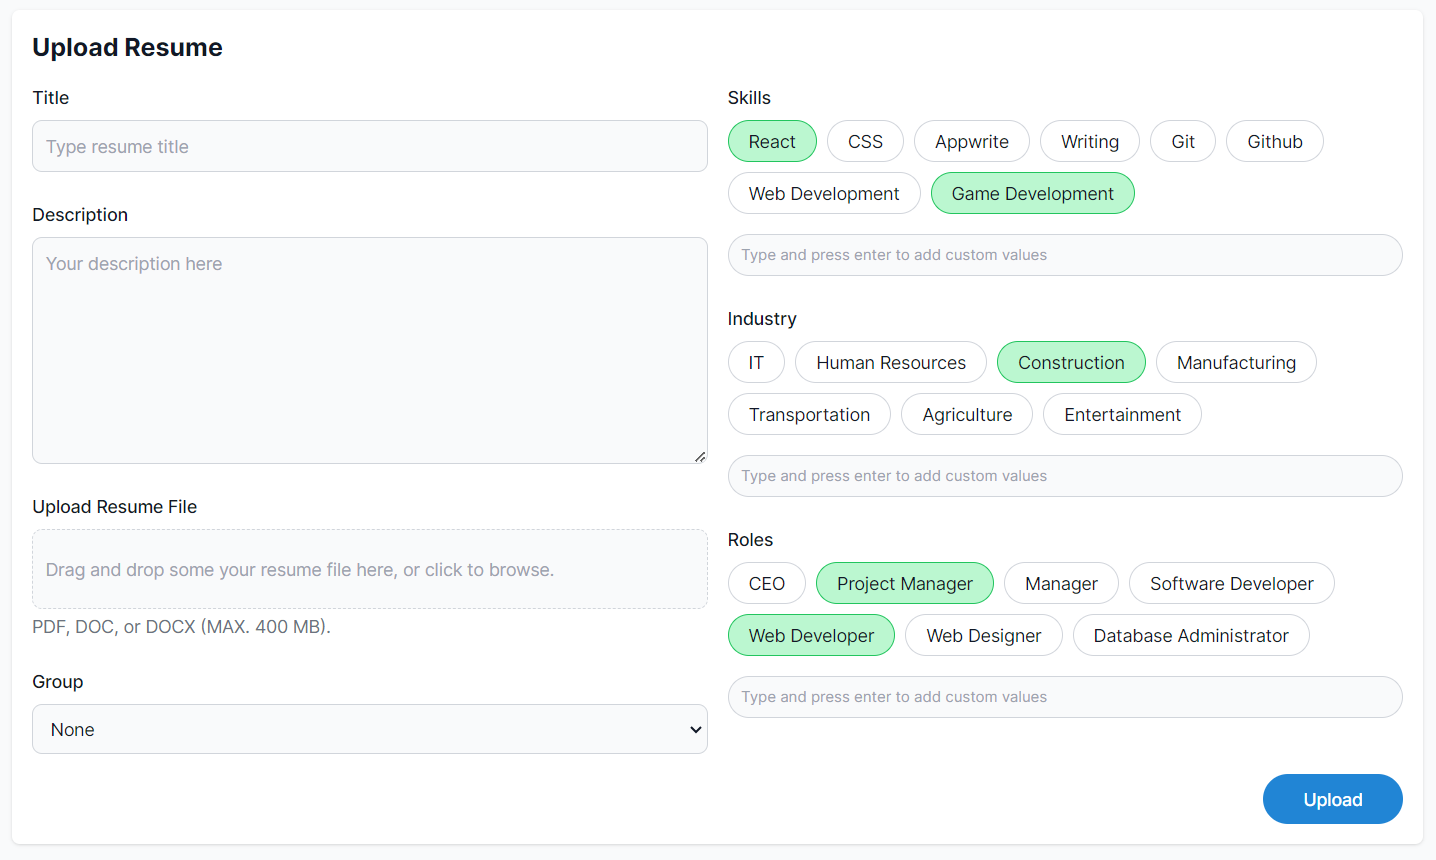 Upload Resume
Title
Type resume title
Description
Your description here
Upload Resume File
Drag and drop some your resume file here, or click to browse.
PDF, DOC, or DOCX (MAX. 400 MB).
Group
None
Skills
React CSS Appwrite Writing Git Github
Web Development Game Development
Type and press enter to add custom values
Industry
IT Human Resources Construction Manufacturing
Transportation Agriculture Entertainment
Type and press enter to add custom values
Roles
CEO Project Manager Manager Software Developer
Web Developer Web Designer Database Administrator
Type and press enter to add custom values
Upload